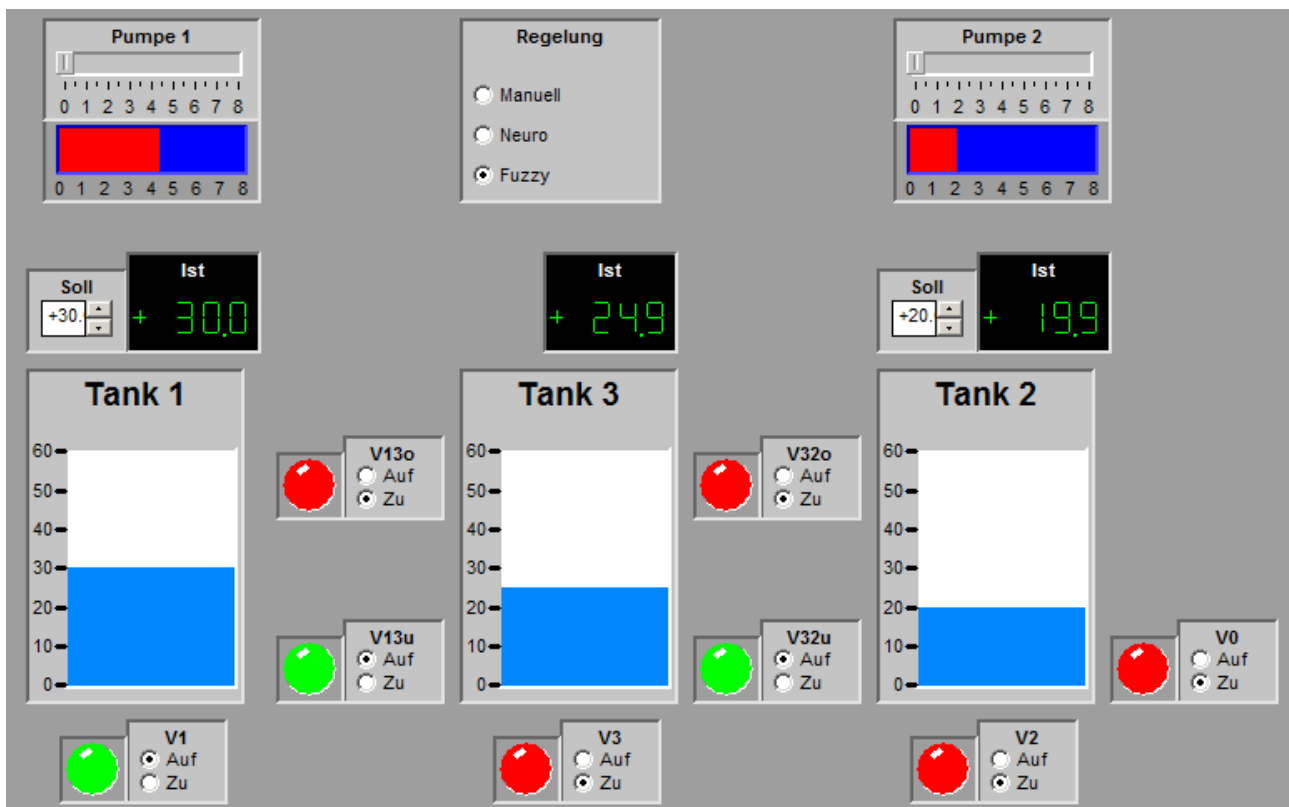 Pumpe 1
0 1 2 3 4 5 6 7 8
0 1 2 3 4 5 6 7 8
Regelung
Manuell
Neuro
Fuzzy
Pumpe 2
0 1 2 3 4 5 6 7 8
0 1 2 3 4 5 6 7 8
Soll
+30.
Ist
+ 30.0
Ist
+ 24.9
Soll
+20.
Ist
+ 19.9
Tank 1
60
50
40
30
20
10
0
V13o
Auf
Zu
V13u
Auf
Zu
Tank 3
60
50
40
30
20
10
0
V32o
Auf
Zu
V32u
Auf
Zu
Tank 2
60
50
40
30
20
10
0
V0
Auf
Zu
V1
Auf
Zu
V3
Auf
Zu
V2
Auf
Zu